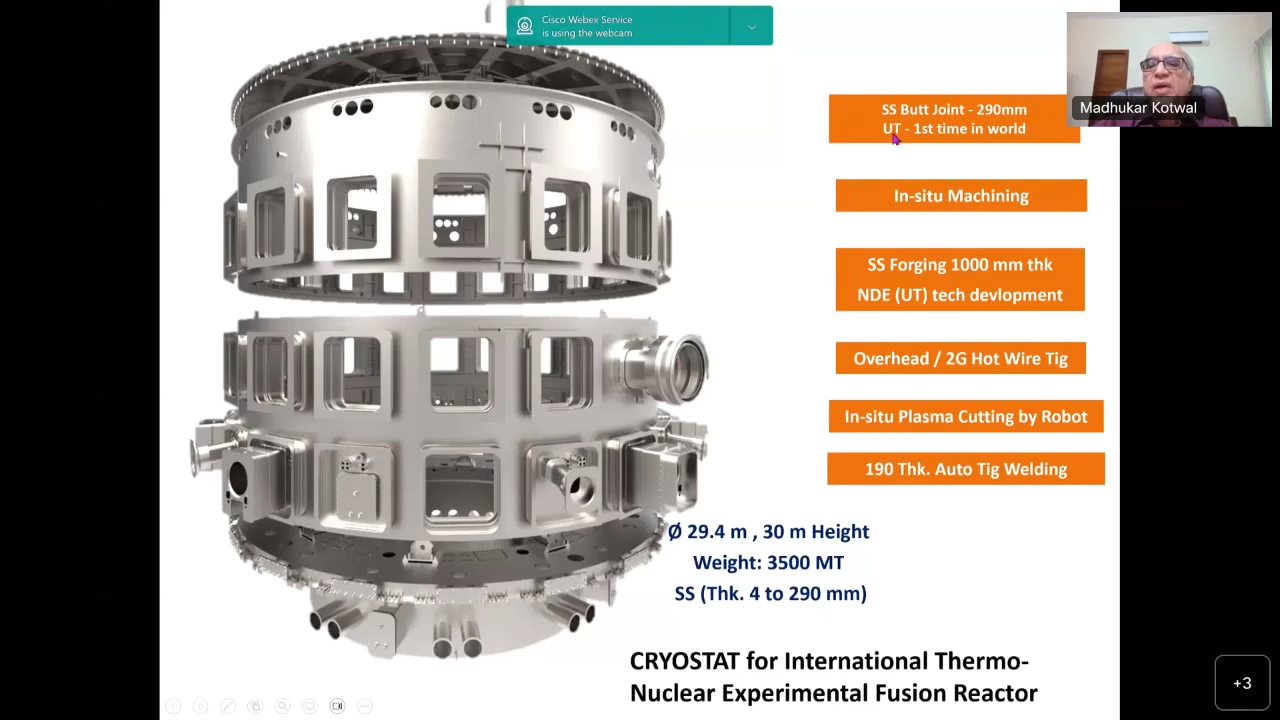 Cisco Webex Service
is using the webcam
Madhukar Kotwal
SS Butt Joint - 290mm
UT - 1st time in world
In-situ Machining
SS Forging 1000 mm thk
NDE (UT) tech devlopment
Overhead / 2G Hot Wire Tig
In-situ Plasma Cutting by Robot
190 Thk. Auto Tig Welding
Ø 29.4 m , 30 m Height
Weight: 3500 MT
SS (Thk. 4 to 290 mm)
CRYOSTAT for International Thermo-
Nuclear Experimental Fusion Reactor
+3